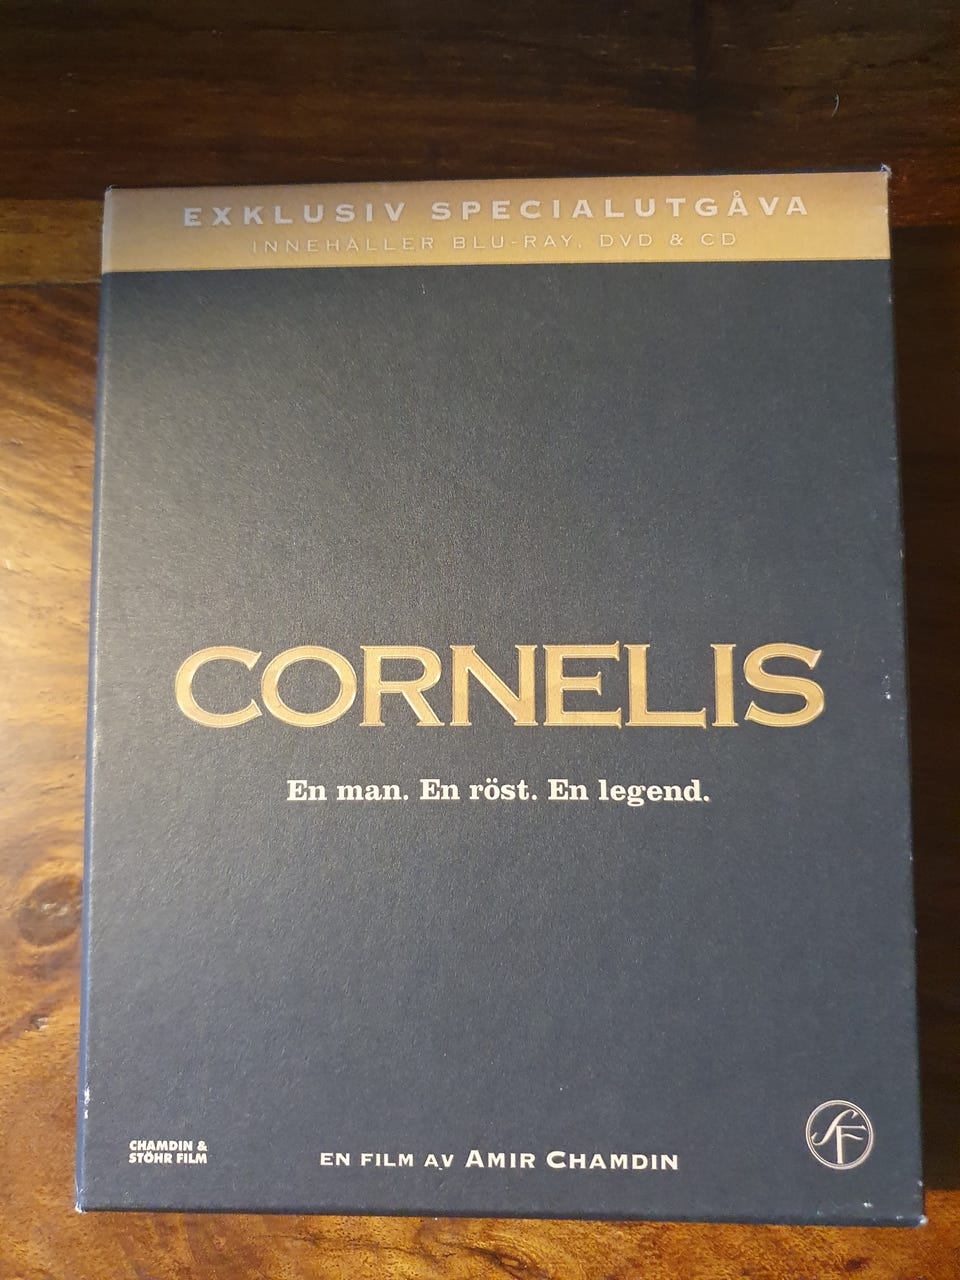 EXKLUSIV SPECIALUTGÅVA
INNEHÅLLER BLU-RAY, DVD & CD
CORNELIS
En man. En röst. En legend.
CHAMDIN &
STÖHR FILM
EN FILM AV AMIR CHAMDIN
SF